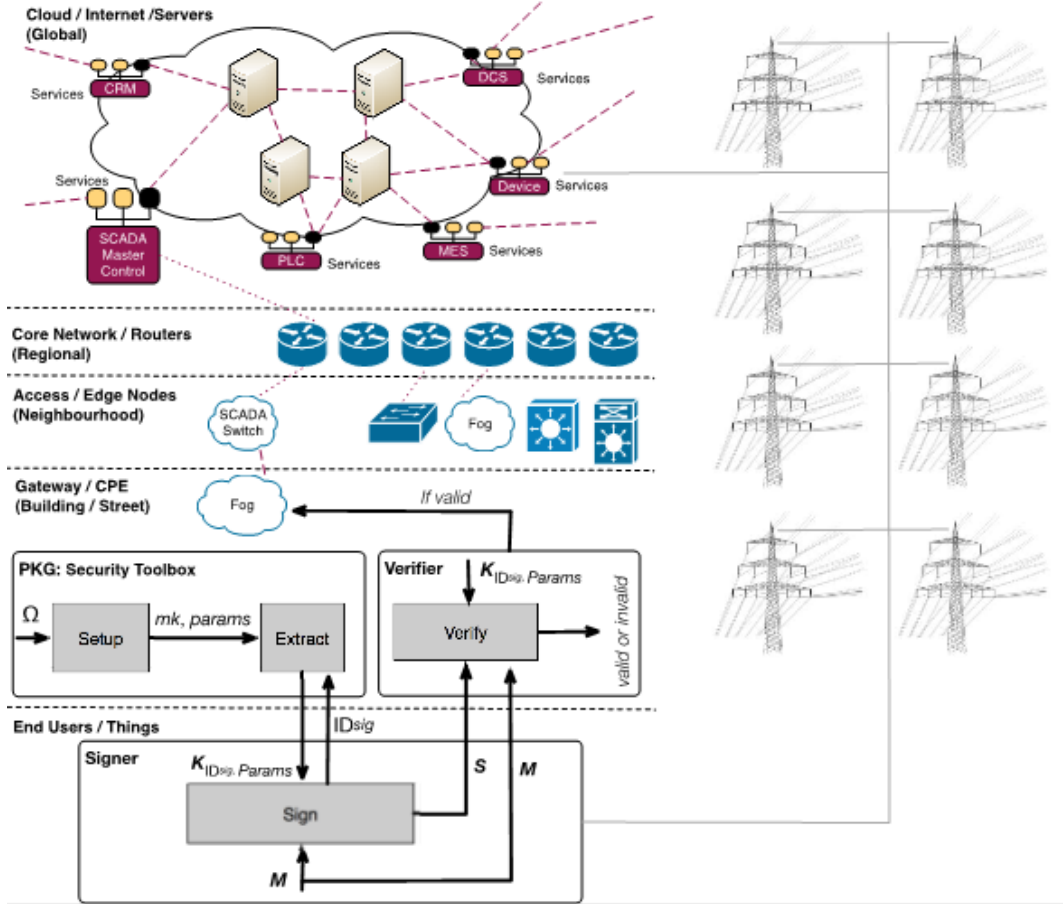 Cloud / Internet /Servers
(Global)
CRM
Services
DCS
Services
Services
Device
Services
SCADA
Master
Control
PLC
Services
MES
Services
Core Network / Routers
(Regional)
Access / Edge Nodes
(Neighbourhood)
SCADA
Switch
Fog
Gateway / CPE
(Building / Street)
Fog
If valid
PKG: Security Toolbox
Ω
Setup
mk, params
Extract
Verifier
K IDsig, Params
Verify
valid or invalid
End Users / Things
IDsig
Signer
K IDsig, Params
S
M
Sign
M